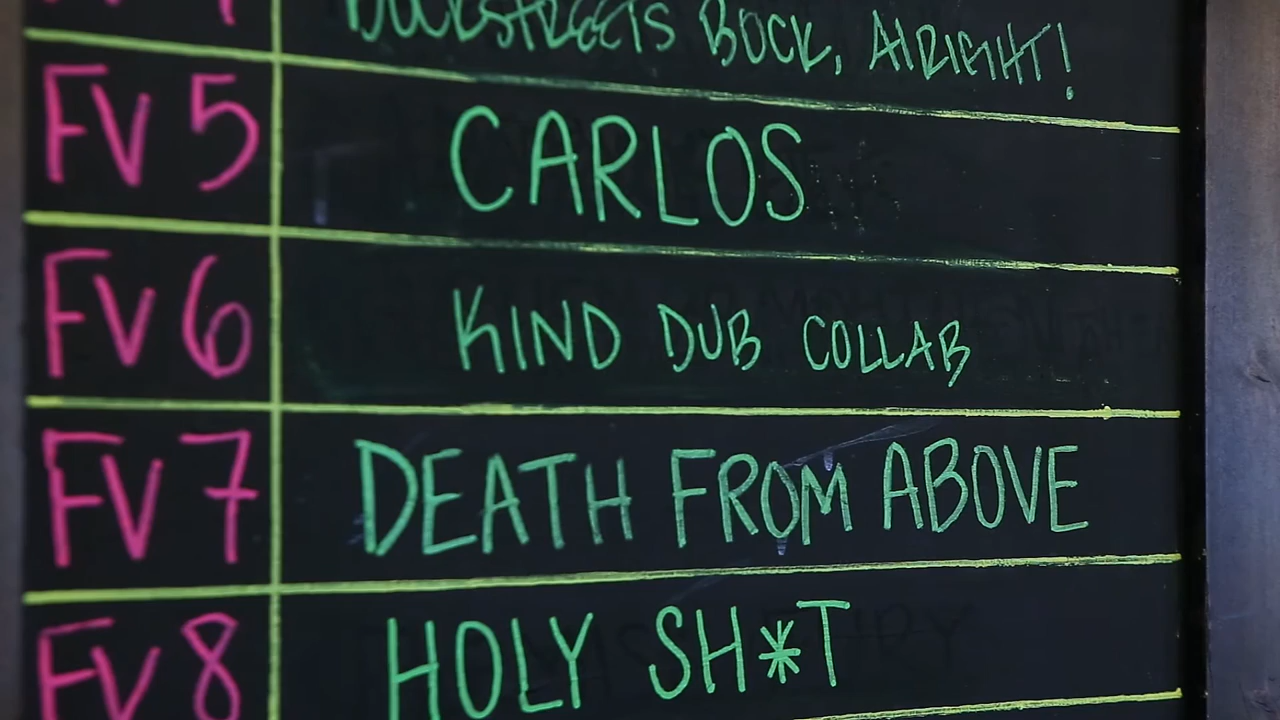 BOCKSTREETS BOCK, ALRIGHT!
FV 5 CARLOS
FV 6 KIND DUB COLLAB
FV 7 DEATH FROM ABOVE
FV 8 HOLY SH*T